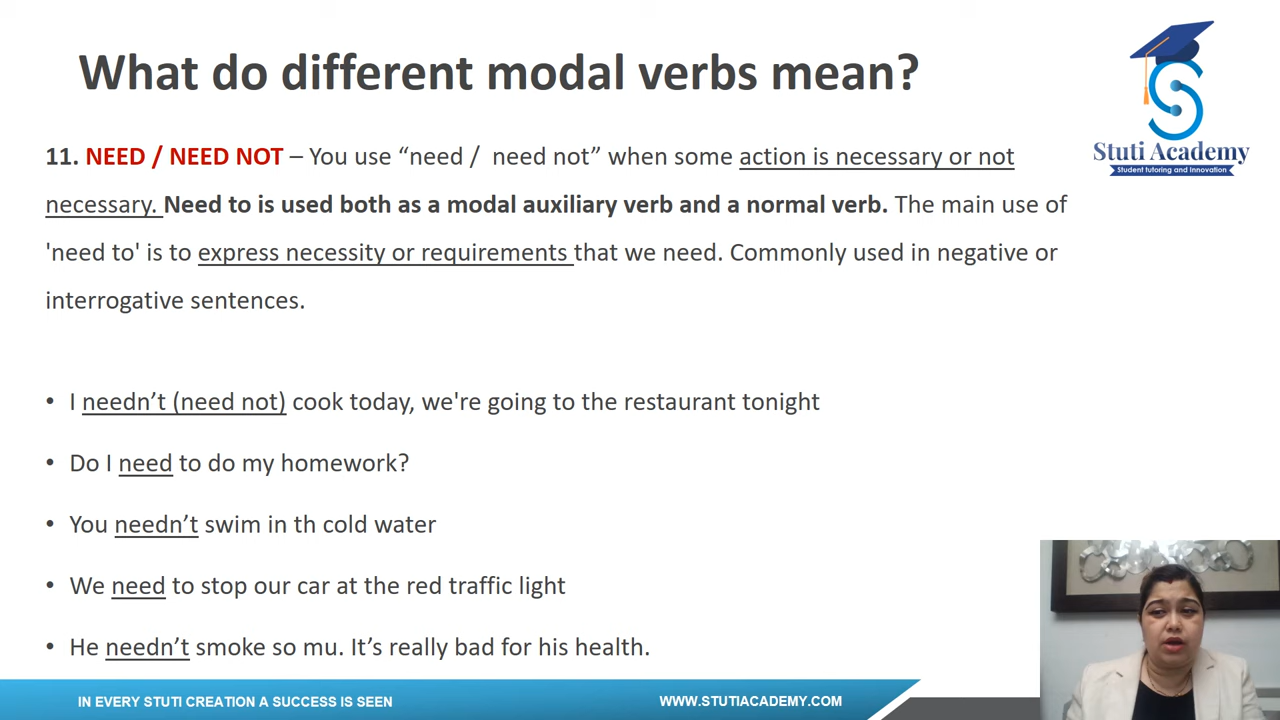 What do different modal verbs mean?
Stuti Academy
Student tutoring and Innovation
11. NEED / NEED NOT – You use “need / need not” when some action is necessary or not
necessary. Need to is used both as a modal auxiliary verb and a normal verb. The main use of
'need to' is to express necessity or requirements that we need. Commonly used in negative or
interrogative sentences.
• I needn’t (need not) cook today, we're going to the restaurant tonight
• Do I need to do my homework?
• You needn’t swim in th cold water
• We need to stop our car at the red traffic light
• He needn’t smoke so mu. It’s really bad for his health.
IN EVERY STUTI CREATION A SUCCESS IS SEEN
WWW.STUTIACADEMY.COM